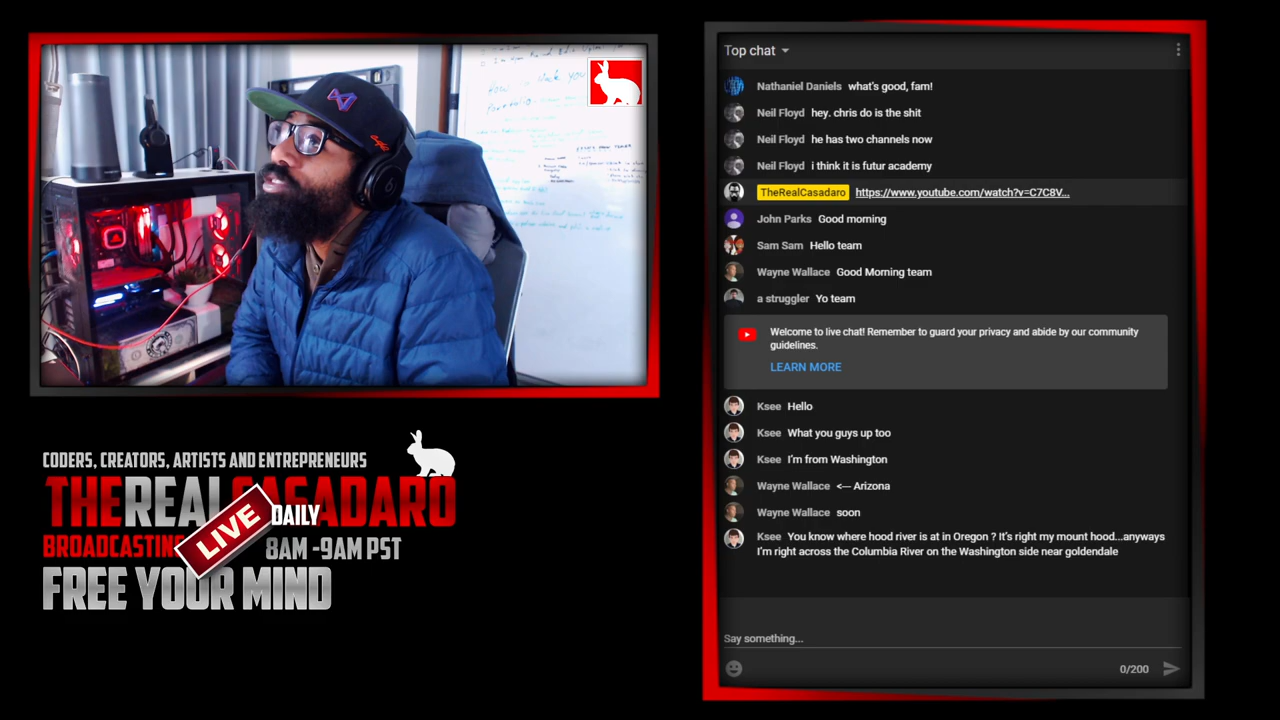 How Hack You
Portfolio
CODERS, CREATORS, ARTISTS AND ENTREPRENEURS
THEREALCASADARO
LIVE
DAILY
BROADCASTING
8AM -9AM PST
FREE YOUR MIND
Top chat
Nathaniel Daniels what's good, fam!
Neil Floyd hey. chris do is the shit
Neil Floyd he has two channels now
Neil Floyd i think it is futur academy
TheRealCasadaro https://www.youtube.com/watch?v=C7C8V...
John Parks Good morning
Sam Sam Hello team
Wayne Wallace Good Morning team
a struggler Yo team
Welcome to live chat! Remember to guard your privacy and abide by our community
guidelines.
LEARN MORE
Ksee Hello
Ksee What you guys up too
Ksee I'm from Washington
Wayne Wallace <--- Arizona
Wayne Wallace soon
Ksee You know where hood river is at in Oregon ? It's right my mount hood...anyways
I'm right across the Columbia River on the Washington side near goldendale
Say something...
0/200